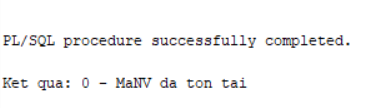 PL/SQL procedure successfully completed.
Ket qua: 0 - MaNV da ton tai